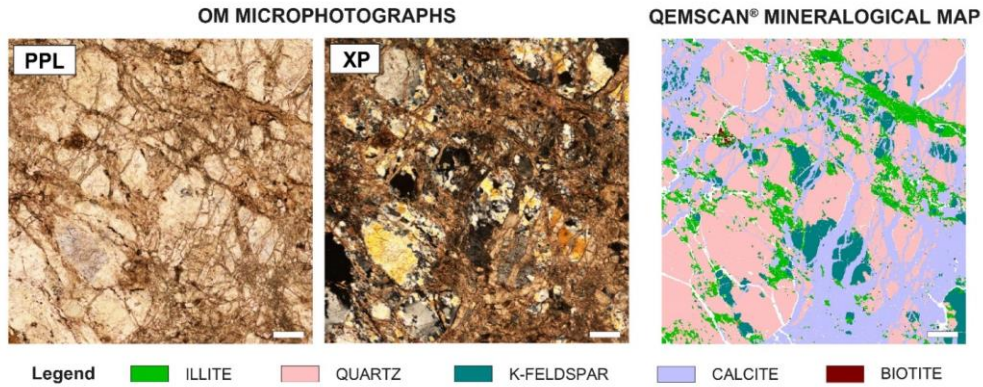 OM MICROPHOTOGRAPHS
QEMSCAN® MINERALOGICAL MAP
PPL
XP
Legend
ILLITE
QUARTZ
K-FELDSPAR
CALCITE
BIOTITE